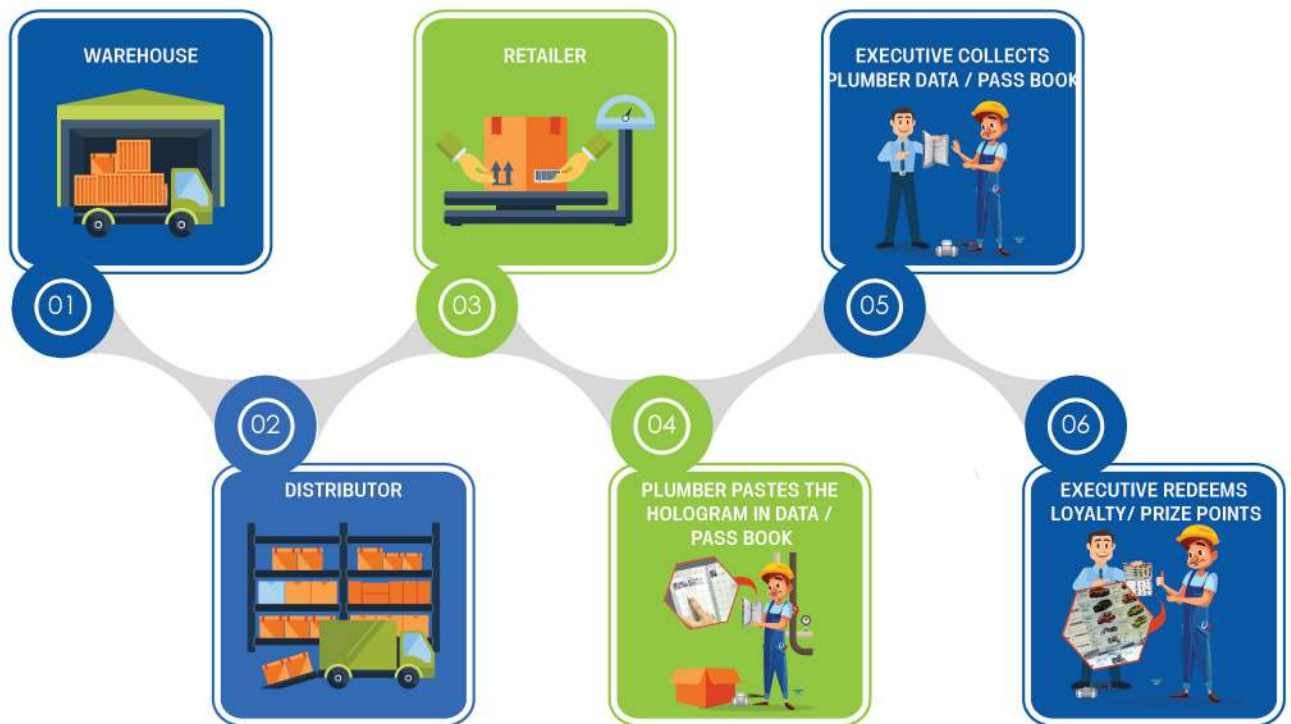 WAREHOUSE
01
02
DISTRIBUTOR
RETAILER
03
04
PLUMBER PASTES THE
HOLOGRAM IN DATA /
PASS BOOK
EXECUTIVE COLLECTS
PLUMBER DATA / PASS BOOK
05
06
EXECUTIVE REDEEMS
LOYALTY/ PRIZE POINTS